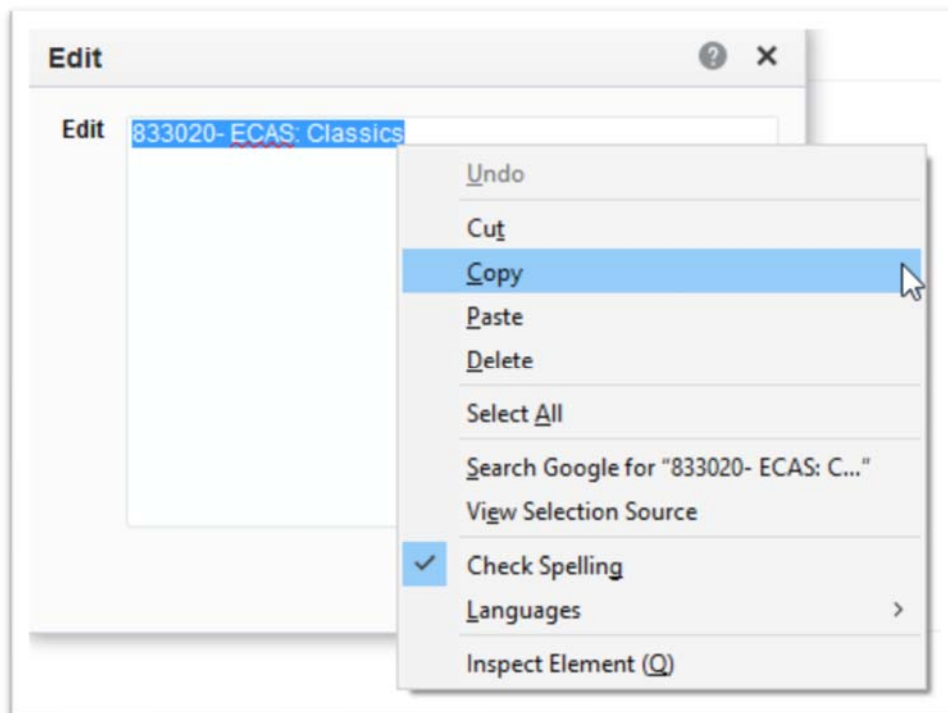 Edit
Edit 833020- ECAS: Classics
Undo
Cut
Copy
Paste
Delete
Select All
Search Google for “833020- ECAS: C...”
View Selection Source
Check Spelling
Languages
Inspect Element (Q)